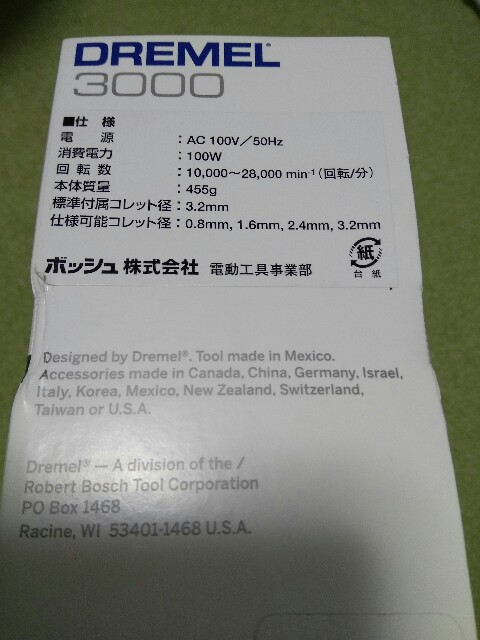 DREMEL®
3000
■仕 様
電 源 : AC 100V/50Hz
消費電力 : 100W
回 転 数 : 10,000～28,000 min⁻¹(回転/分)
本体質量 : 455g
標準付属コレット径 : 3.2mm
仕様可能コレット径 : 0.8mm, 1.6mm, 2.4mm, 3.2mm
ボッシュ株式会社 電動工具事業部
紙
台 紙
Designed by Dremel®. Tool made in Mexico.
Accessories made in Canada, China, Germany, Israel,
Italy, Korea, Mexico, New Zealand, Switzerland,
Taiwan or U.S.A.
Dremel® — A division of the /
Robert Bosch Tool Corporation
PO Box 1468
Racine, WI 53401-1468 U.S.A.